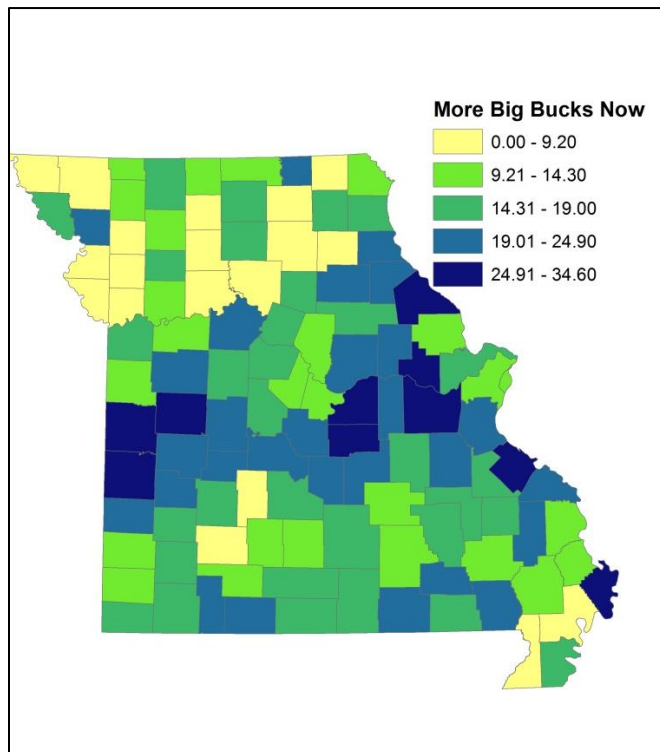 More Big Bucks Now
0.00 - 9.20
9.21 - 14.30
14.31 - 19.00
19.01 - 24.90
24.91 - 34.60